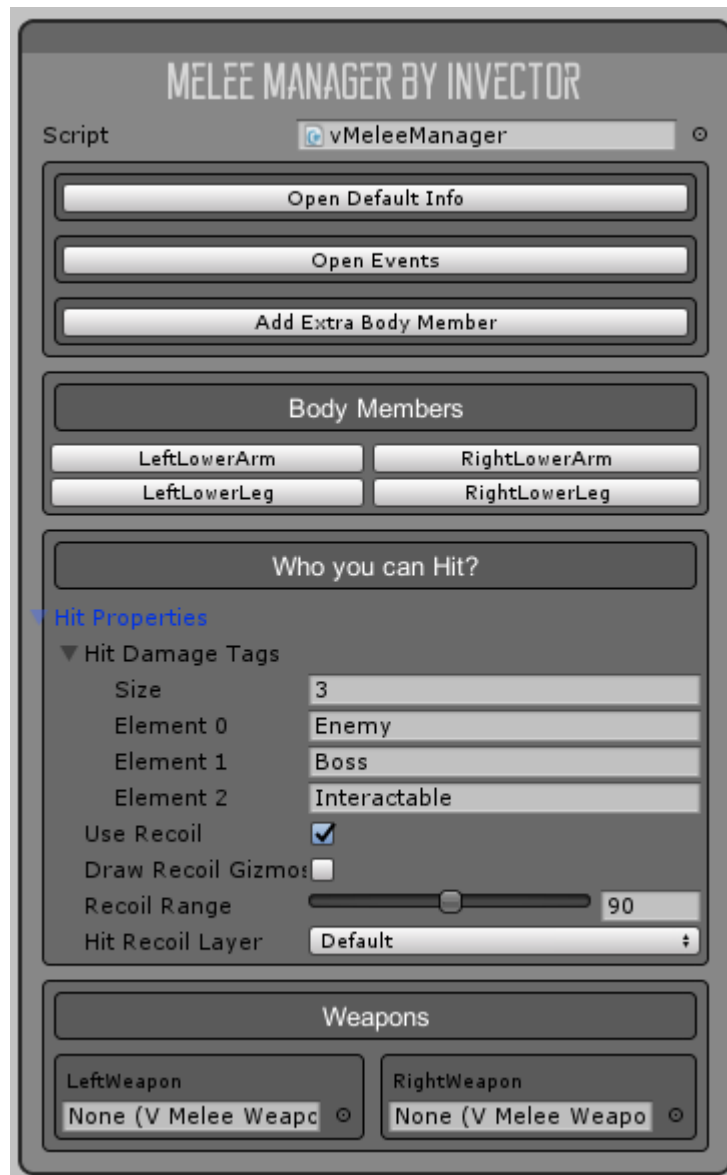 MELEE MANAGER BY INVECTOR
Script vMeleeManager
Open Default Info
Open Events
Add Extra Body Member
Body Members
LeftLowerArm RightLowerArm
LeftLowerLeg RightLowerLeg
Who you can Hit?
Hit Properties
Hit Damage Tags
Size 3
Element 0 Enemy
Element 1 Boss
Element 2 Interactable
Use Recoil
Draw Recoil Gizmos
Recoil Range 90
Hit Recoil Layer Default
Weapons
LeftWeapon RightWeapon
None (V Melee Weapc None (V Melee Weapo